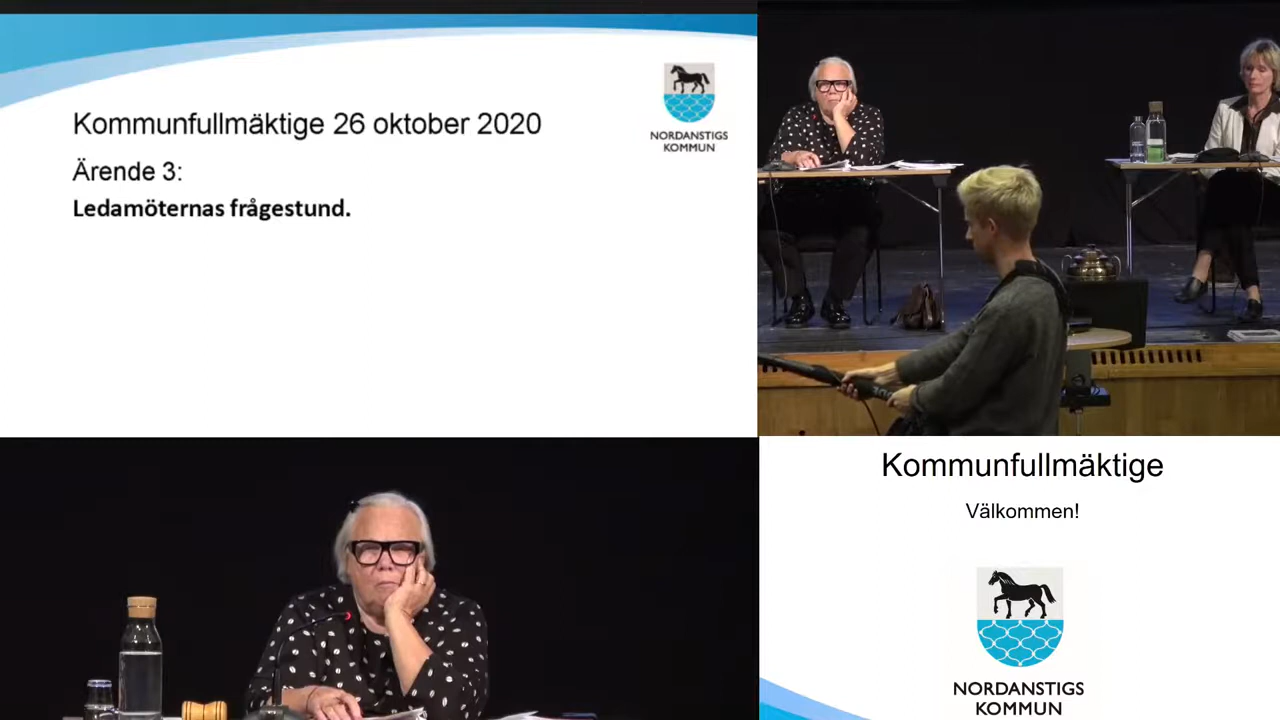 Kommunfullmäktige 26 oktober 2020
Ärende 3:
Ledamöternas frågestund.
NORDANSTIGS
KOMMUN
Kommunfullmäktige
Välkommen!
NORDANSTIGS
KOMMUN